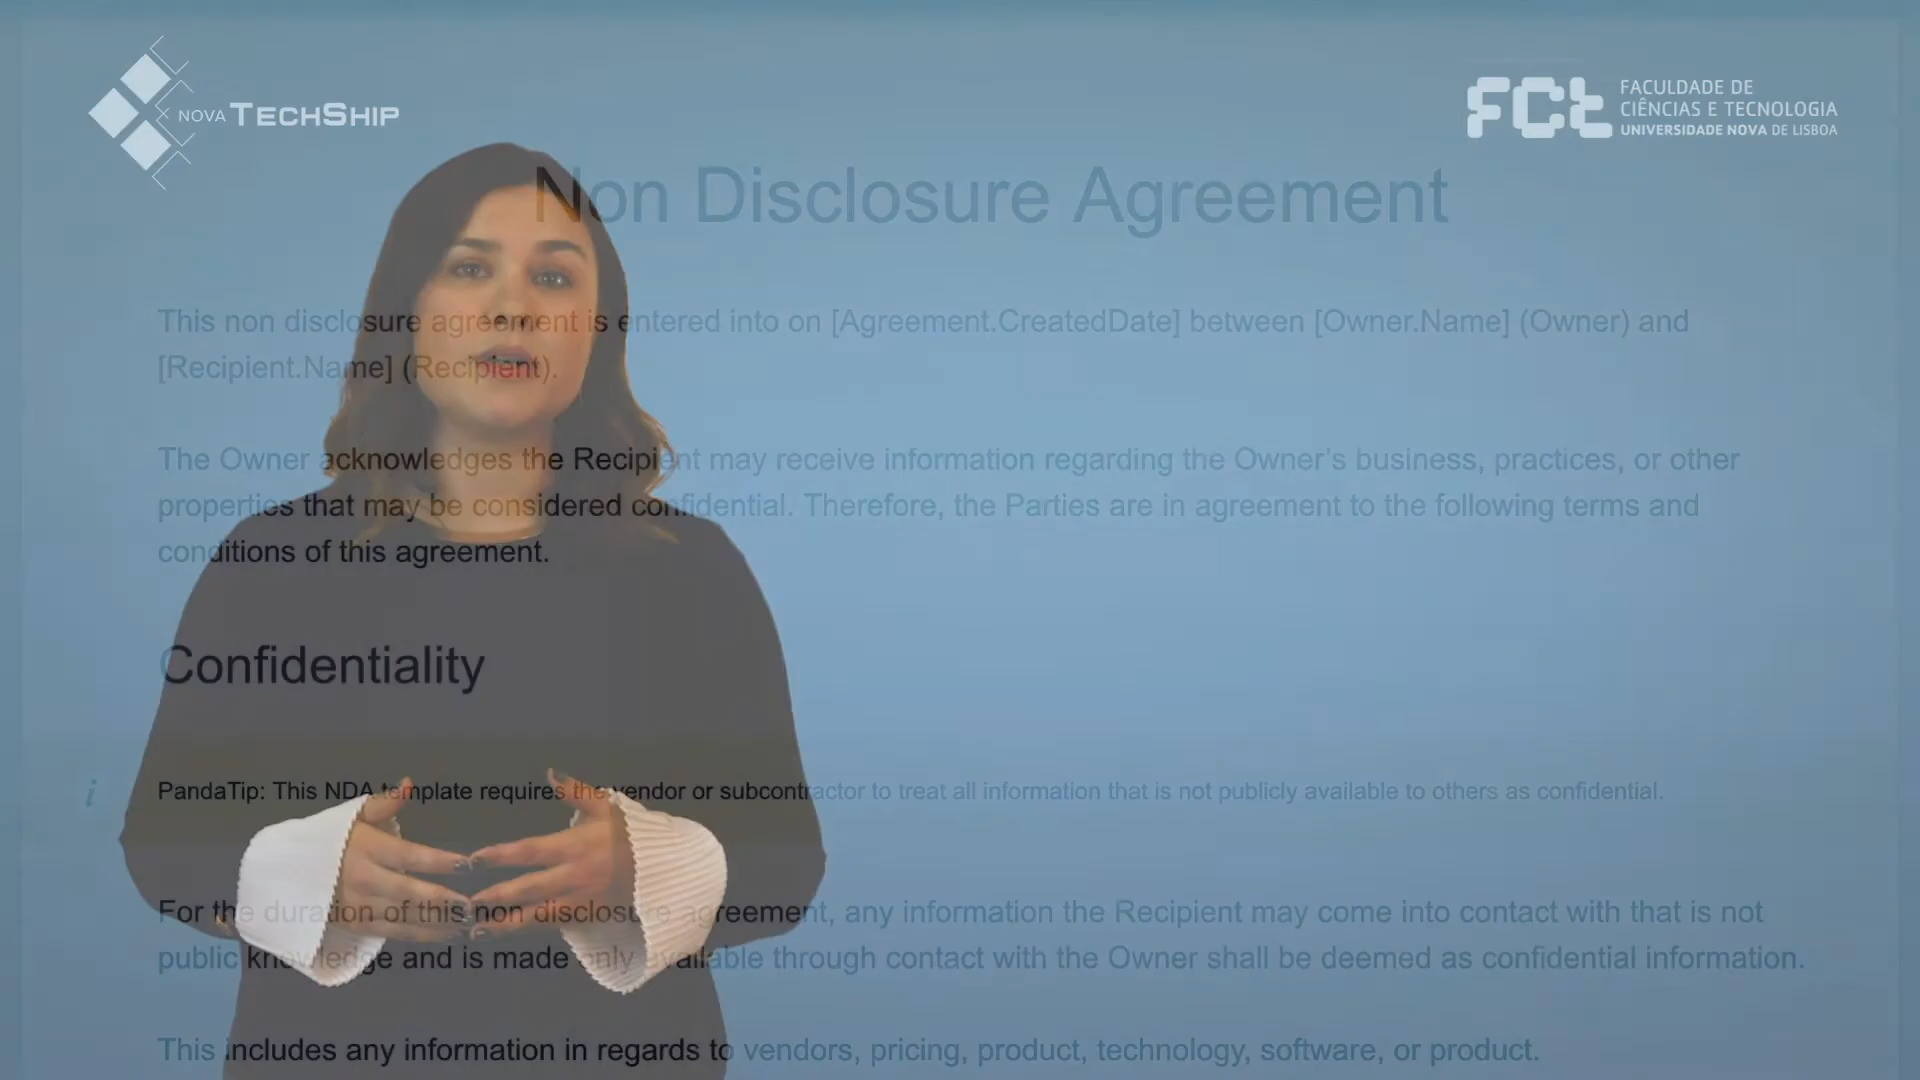 NOVA TECHSHIP
FCt
FACULDADE DE
CIÊNCIAS E TECNOLOGIA
UNIVERSIDADE NOVA DE LISBOA
Non Disclosure Agreement
This non disclosure agreement is entered into on [Agreement.CreatedDate] between [Owner.Name] (Owner) and
[Recipient.Name] (Recipient).
The Owner acknowledges the Recipient may receive information regarding the Owner's business, practices, or other
properties that may be considered confidential. Therefore, the Parties are in agreement to the following terms and
conditions of this agreement.
Confidentiality
i
PandaTip: This NDA template requires the vendor or subcontractor to treat all information that is not publicly available to others as confidential.
For the duration of this non disclosure agreement, any information the Recipient may come into contact with that is not
public knowledge and is made only available through contact with the Owner shall be deemed as confidential information.
This includes any information in regards to vendors, pricing, product, technology, software, or product.